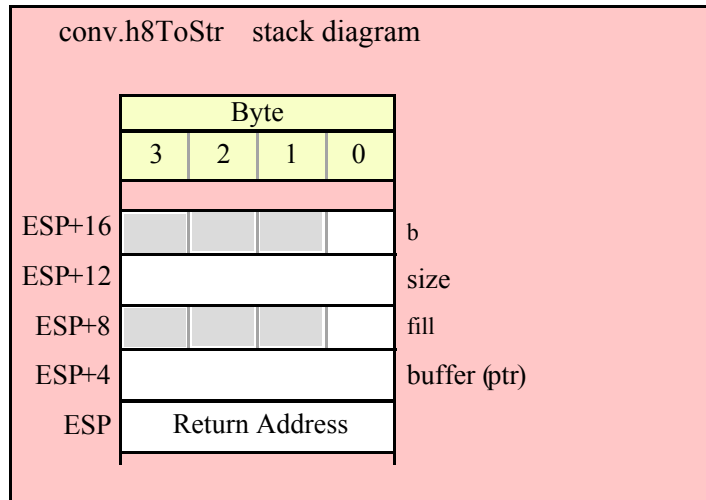 conv.h8ToStr stack diagram
Byte
3 2 1 0
ESP+16 b
ESP+12 size
ESP+8 fill
ESP+4 buffer (ptr)
ESP Return Address